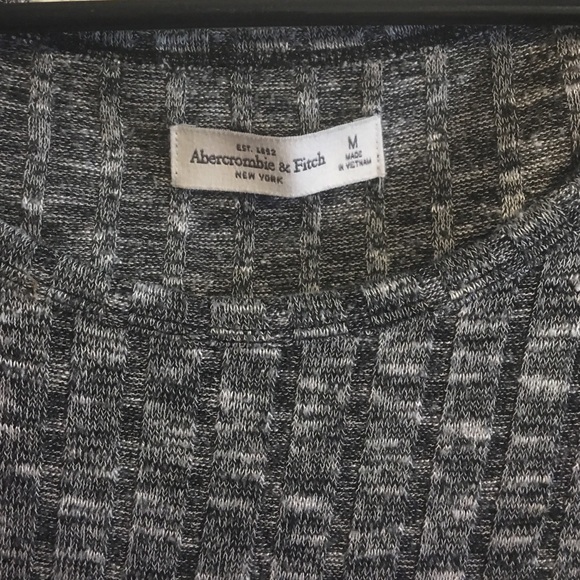 EST. 1892
Abercrombie & Fitch
NEW YORK
M
MADE
IN VIETNAM